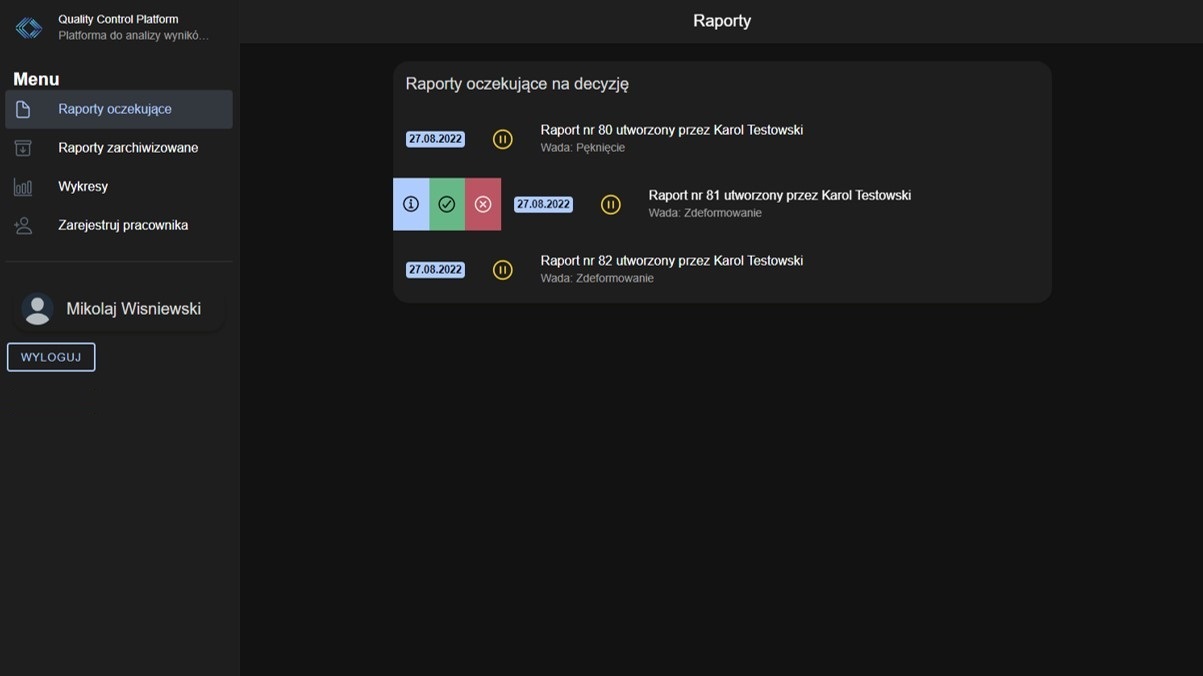 Quality Control Platform
Platforma do analizy wynikó...
Menu
Raporty oczekujące
Raporty zarchiwizowane
Wykresy
Zarejestruj pracownika
Mikolaj Wisniewski
WYLOGUJ
Raporty
Raporty oczekujące na decyzję
27.08.2022
Raport nr 80 utworzony przez Karol Testowski
Wada: Pęknięcie
27.08.2022
Raport nr 81 utworzony przez Karol Testowski
Wada: Zdeformowanie
27.08.2022
Raport nr 82 utworzony przez Karol Testowski
Wada: Zdeformowanie